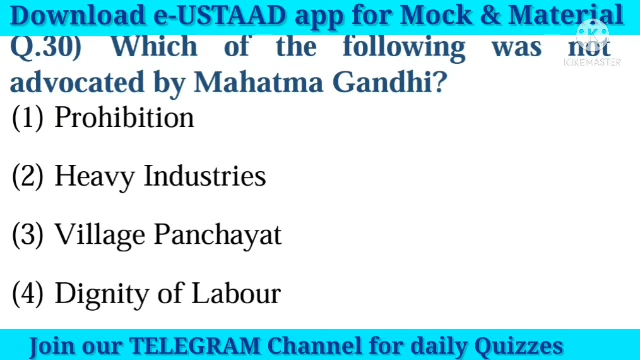 Download e-USTAAD app for Mock & Material
Q.30) Which of the following was not
advocated by Mahatma Gandhi?
KINEMASTER
(1) Prohibition
(2) Heavy Industries
(3) Village Panchayat
(4) Dignity of Labour
Join our TELEGRAM Channel for daily Quizzes